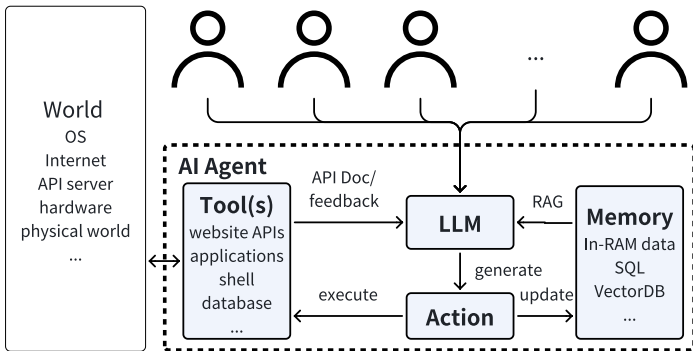 ...
World
OS
Internet
API server
hardware
physical world
...
AI Agent
Tool(s)
website APIs
applications
shell
database
...
API Doc/
feedback
LLM
RAG
Memory
In-RAM data
SQL
VectorDB
...
generate
execute
Action
update